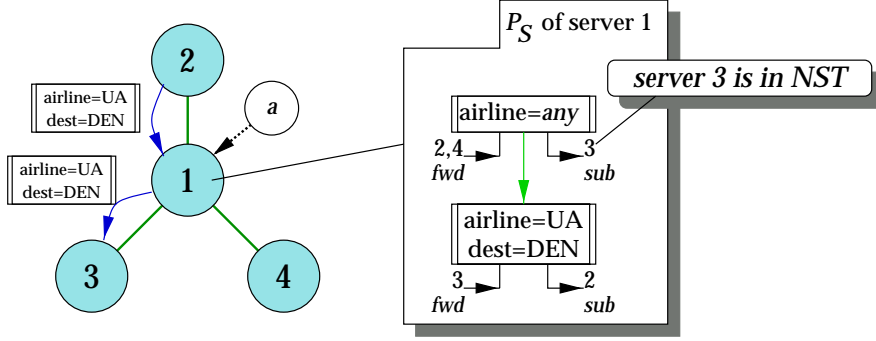 2
airline=UA
dest=DEN
a
airline=UA
dest=DEN
1
3
4
PS of server 1
server 3 is in NST
airline=any
2,4
fwd
3
sub
airline=UA
dest=DEN
3
fwd
2
sub